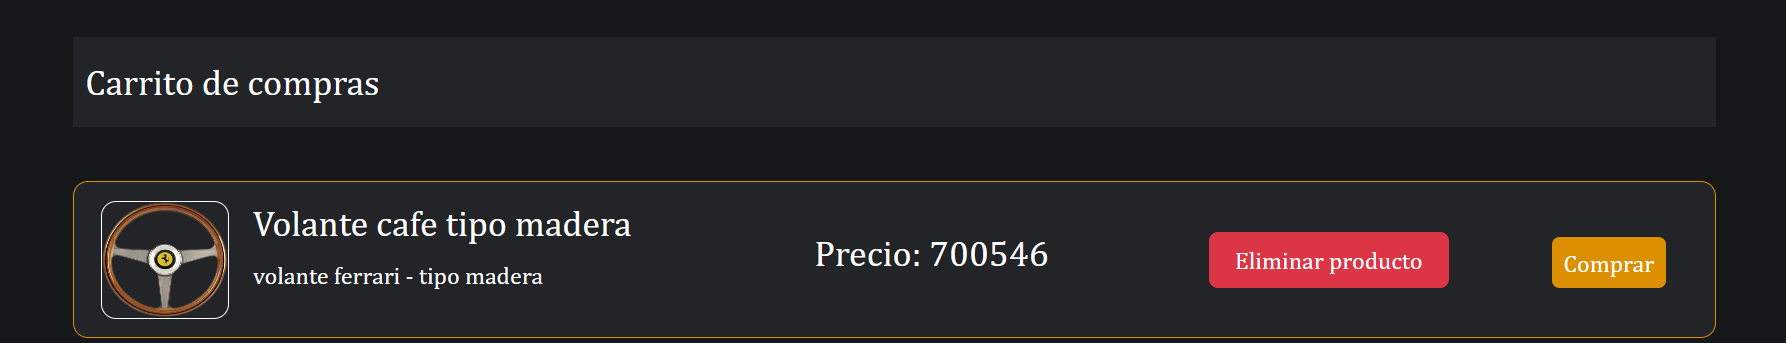 Carrito de compras
Volante cafe tipo madera
volante ferrari - tipo madera
Precio: 700546
Eliminar producto
Comprar